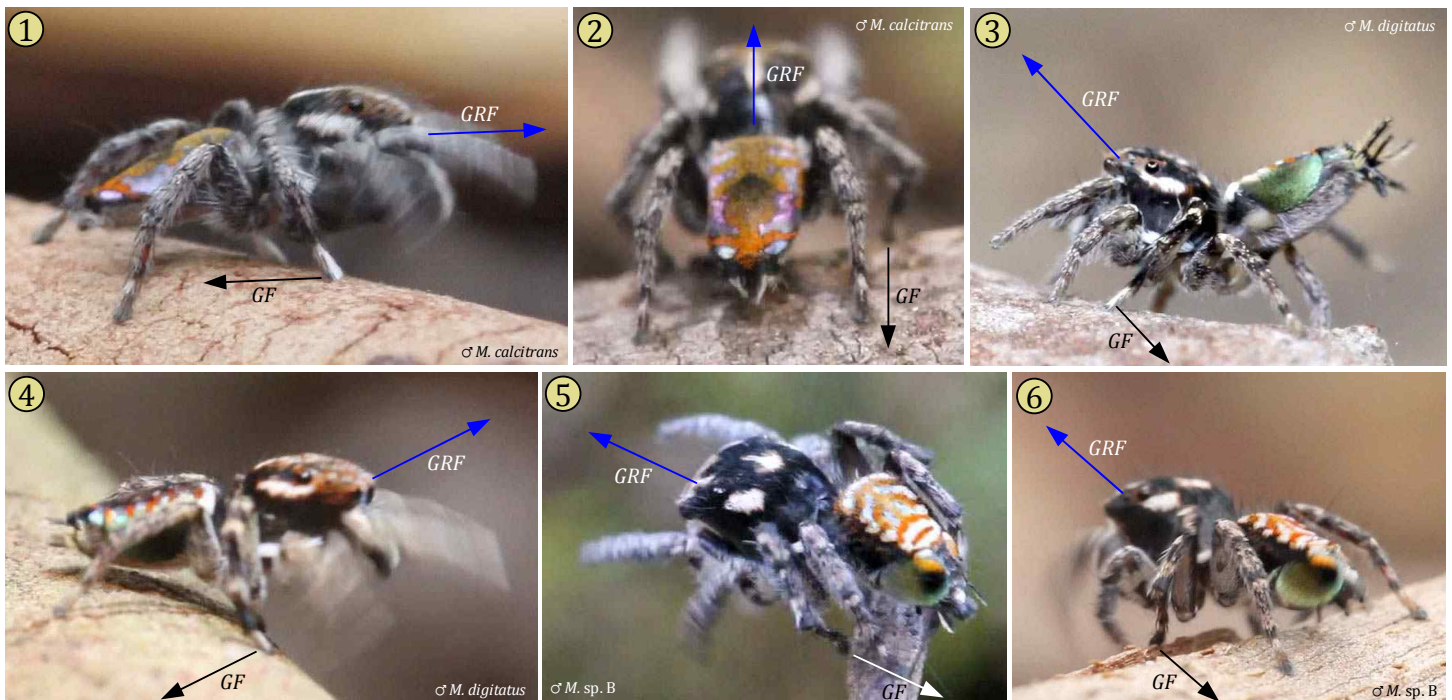 1
GRF
GF
♂ M. calcitrans
2
♂ M. calcitrans
GRF
GF
3
♂ M. digitatus
GRF
GF
4
GRF
GF
♂ M. digitatus
5
GRF
GF
♂ M. sp. B
6
GRF
GF
♂ M. sp. B